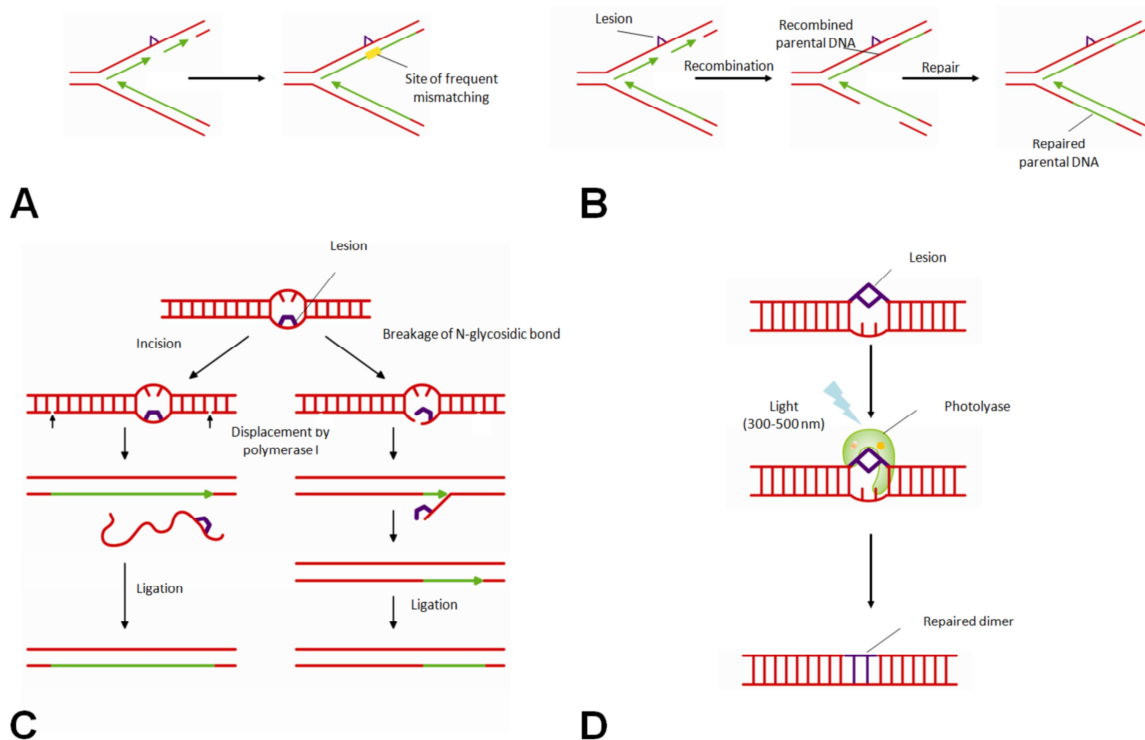 Site of frequent
mismatching
A
Lesion
Recombination
Recombined
parental DNA
Repair
Repaired
parental DNA
B
Lesion
Incision
Breakage of N-glycosidic bond
Displacement by
polymerase I
Ligation
Ligation
C
Lesion
Light
(300-500 nm)
Photolyase
Repaired dimer
D